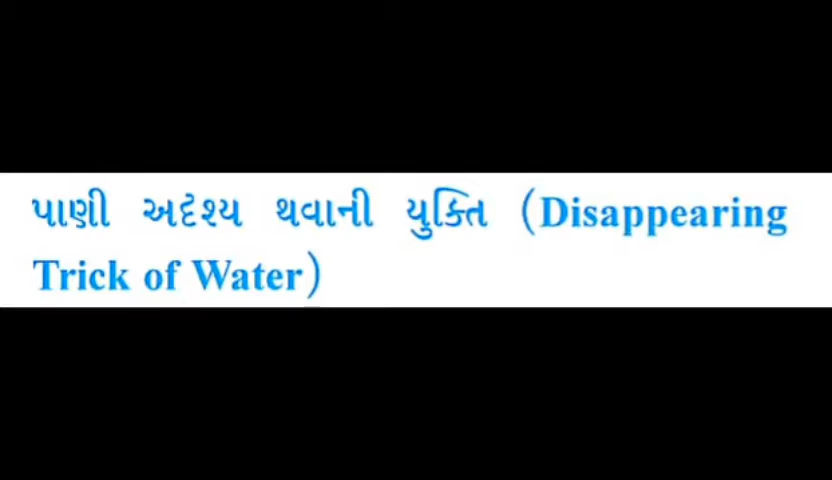 પાણી અદૃશ્ય થવાની યુક્તિ (Disappearing
Trick of Water)